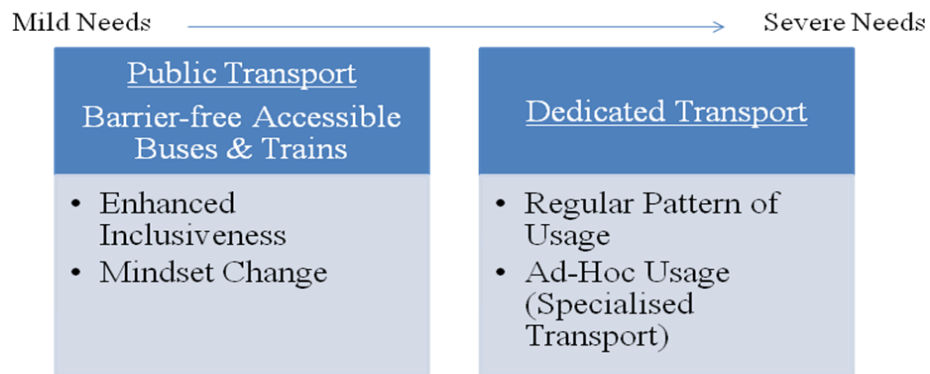 Mild Needs
Severe Needs
Public Transport
Barrier-free Accessible
Buses & Trains
• Enhanced
Inclusiveness
• Mindset Change
Dedicated Transport
• Regular Pattern of
Usage
• Ad-Hoc Usage
(Specialised
Transport)